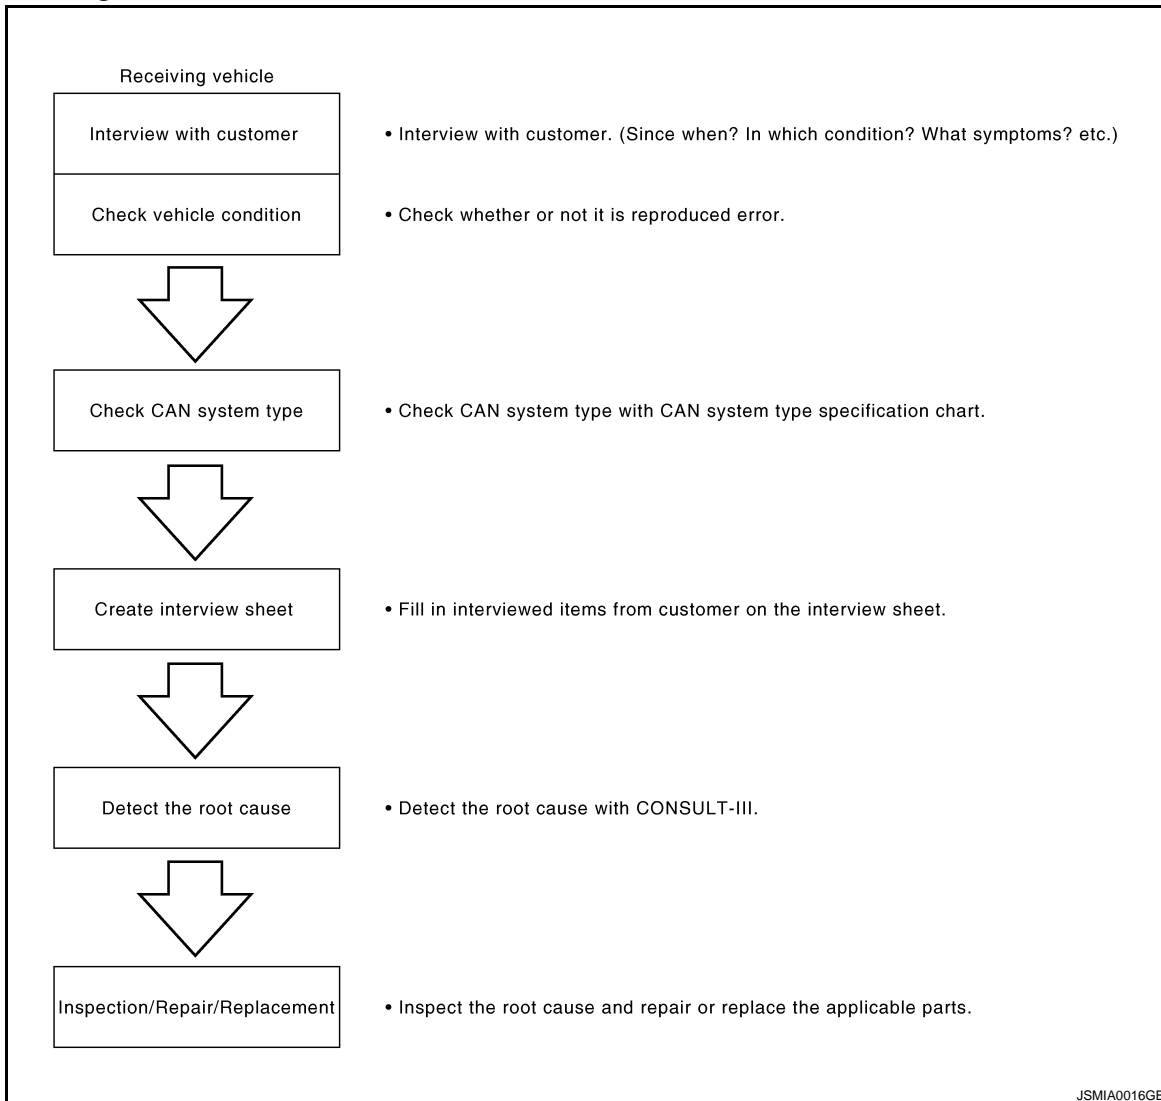 Receiving vehicle
Interview with customer
• Interview with customer. (Since when? In which condition? What symptoms? etc.)
Check vehicle condition
• Check whether or not it is reproduced error.
Check CAN system type
• Check CAN system type with CAN system type specification chart.
Create interview sheet
• Fill in interviewed items from customer on the interview sheet.
Detect the root cause
• Detect the root cause with CONSULT-III.
Inspection/Repair/Replacement
• Inspect the root cause and repair or replace the applicable parts.
JSMIA0016GB